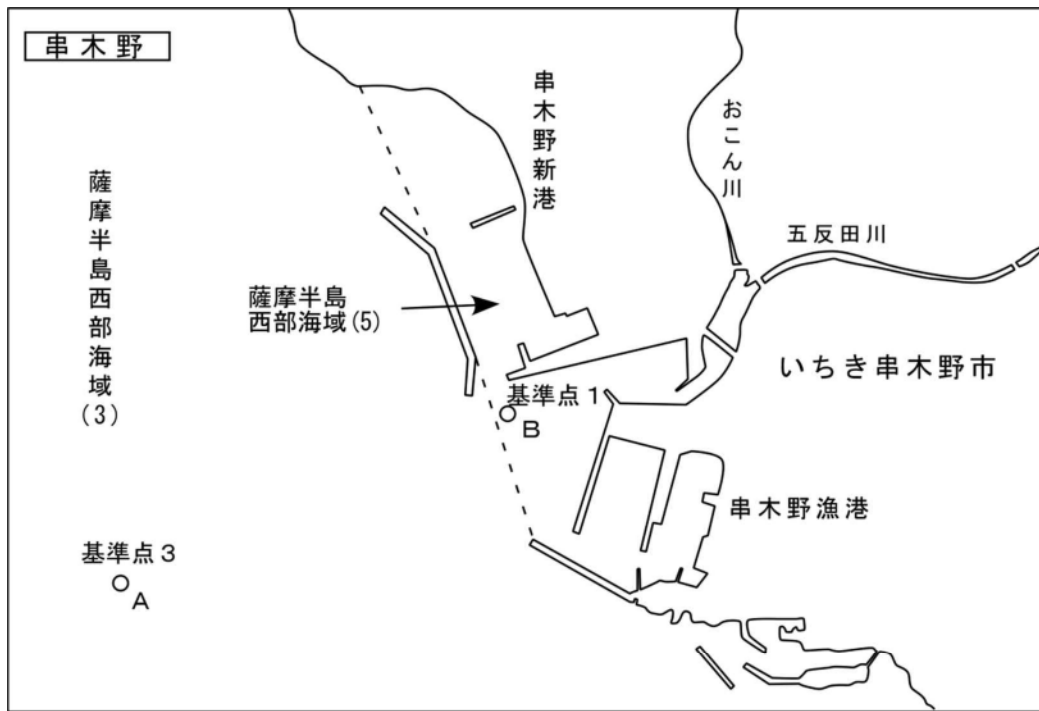 串木野
串木野新港
おこん川
薩摩半島西部海域(3)
五反田川
薩摩半島
西部海域(5)
いちき串木野市
基準点1
B
串木野漁港
基準点3
A